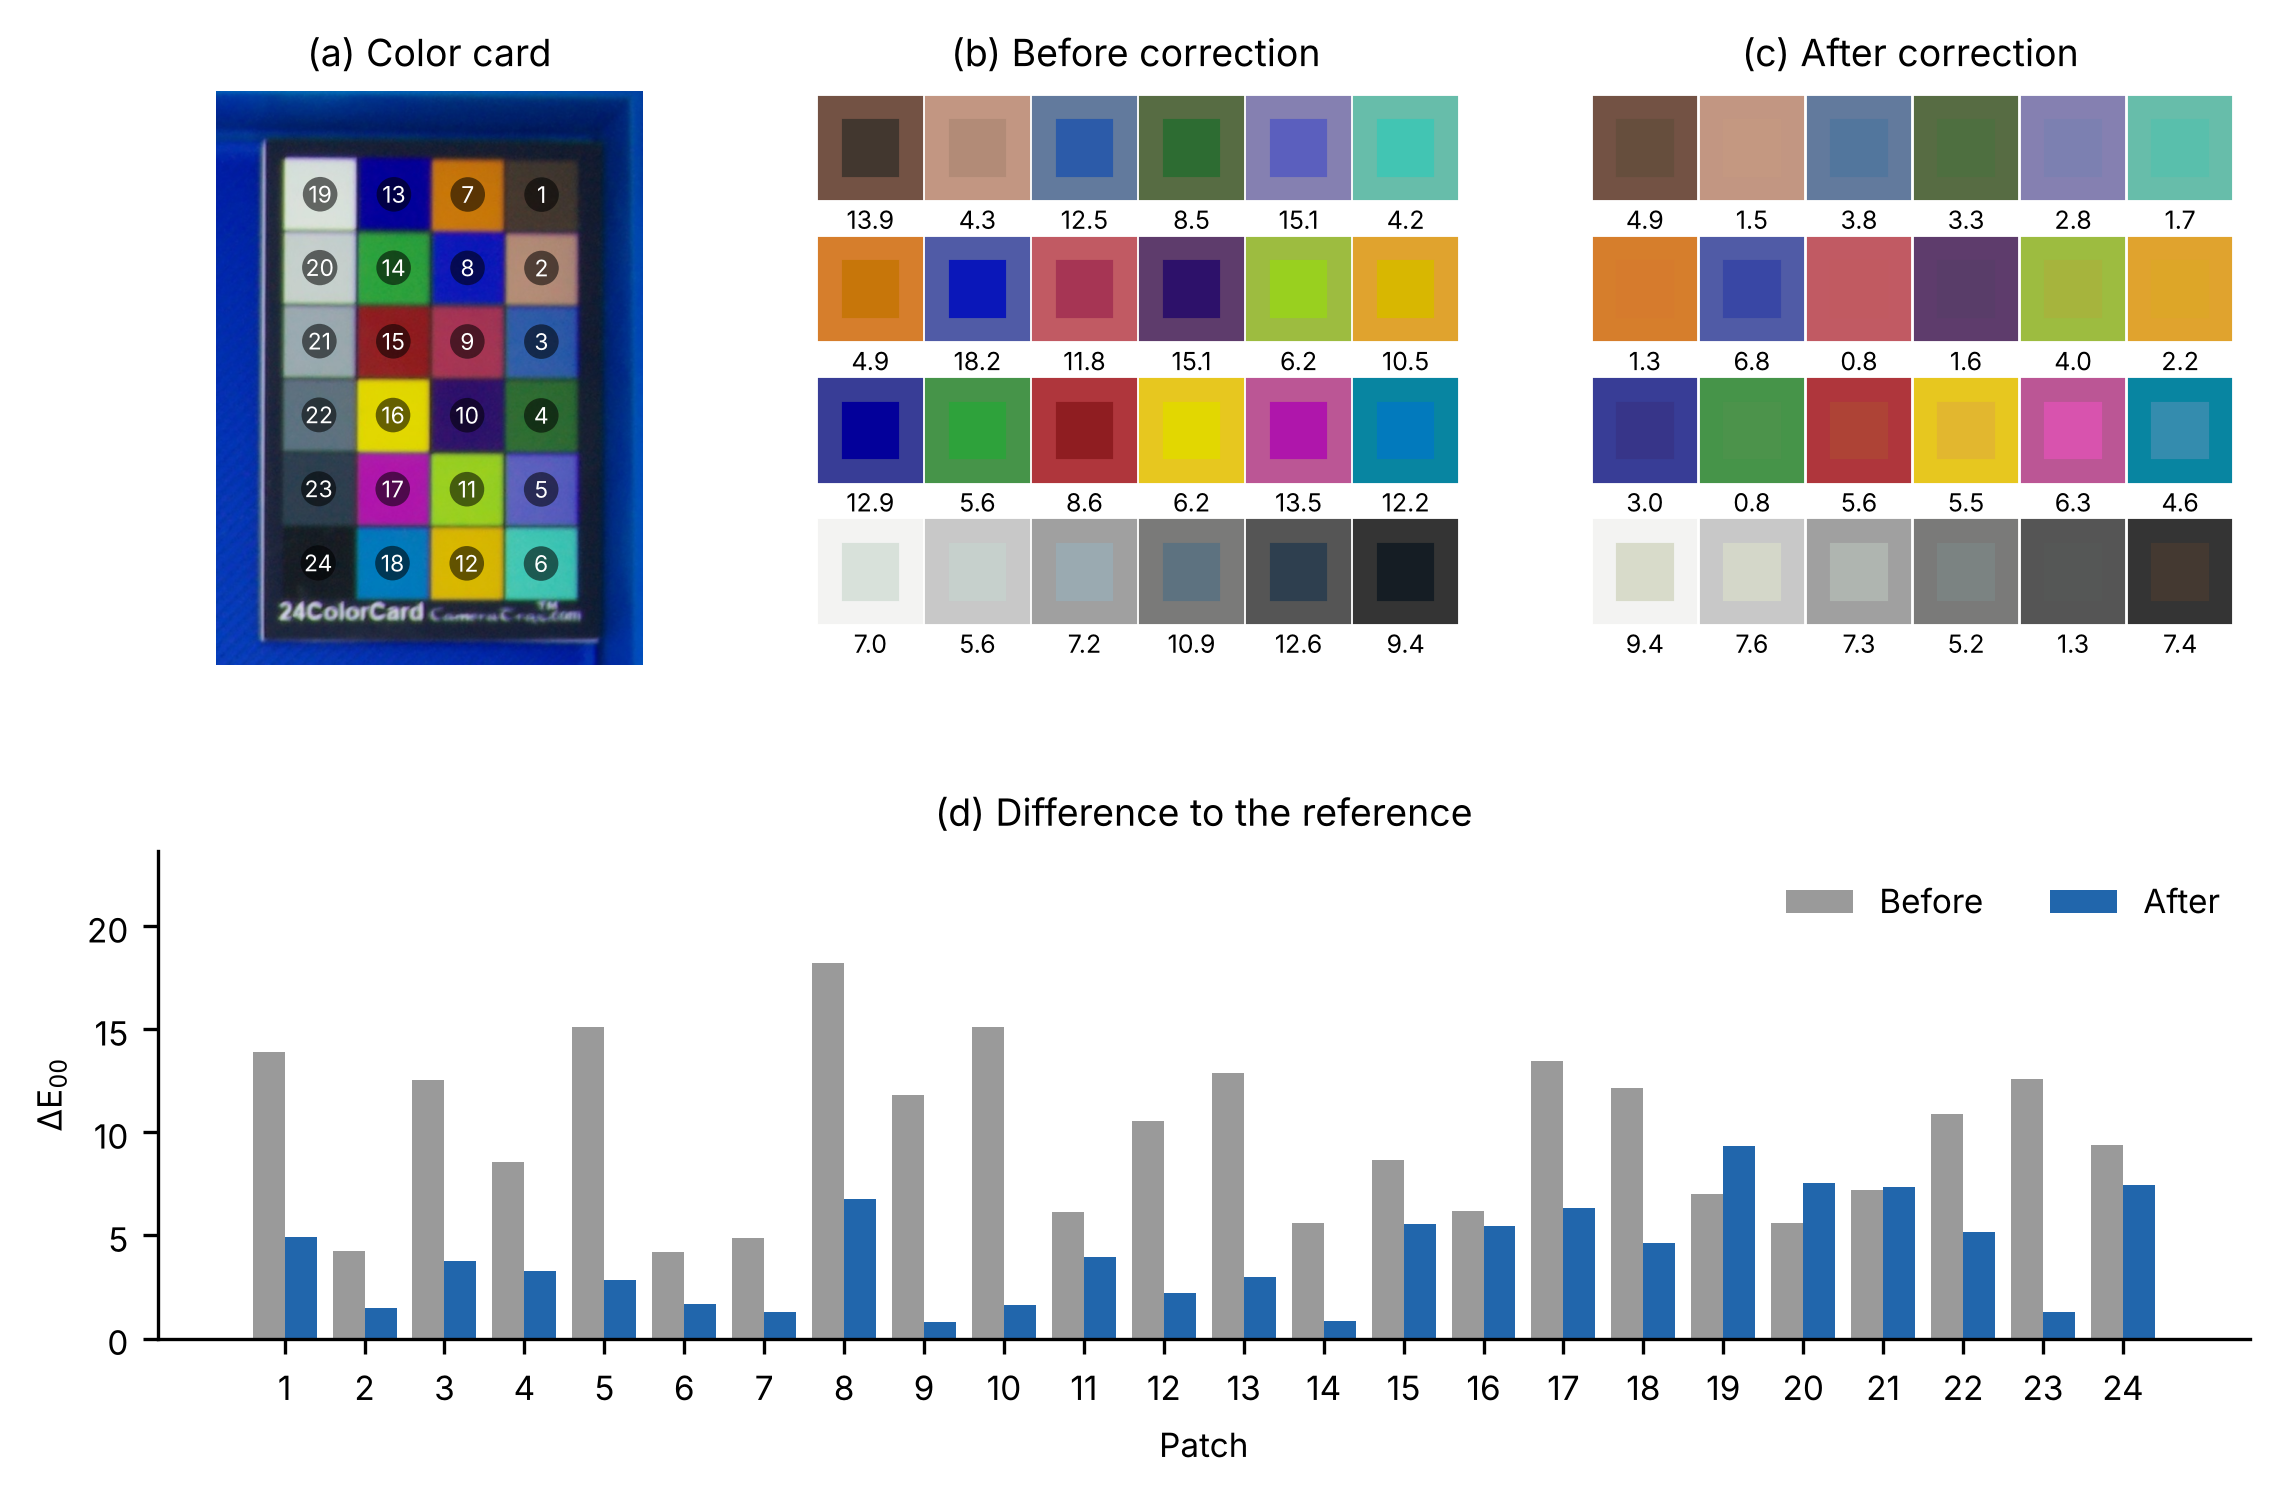 (a) Color card
(b) Before correction
(c) After correction
19 13 7 1
20 14 8 2
21 15 9 3
22 16 10 4
23 17 11 5
24 18 12 6
24ColorCard CameraTrax.com™
13.9 4.3 12.5 8.5 15.1 4.2
4.9 18.2 11.8 15.1 6.2 10.5
12.9 5.6 8.6 6.2 13.5 12.2
7.0 5.6 7.2 10.9 12.6 9.4
4.9 1.5 3.8 3.3 2.8 1.7
1.3 6.8 0.8 1.6 4.0 2.2
3.0 0.8 5.6 5.5 6.3 4.6
9.4 7.6 7.3 5.2 1.3 7.4
(d) Difference to the reference
Before After
20
15
10
5
0
ΔE₀₀
1 2 3 4 5 6 7 8 9 10 11 12 13 14 15 16 17 18 19 20 21 22 23 24
Patch